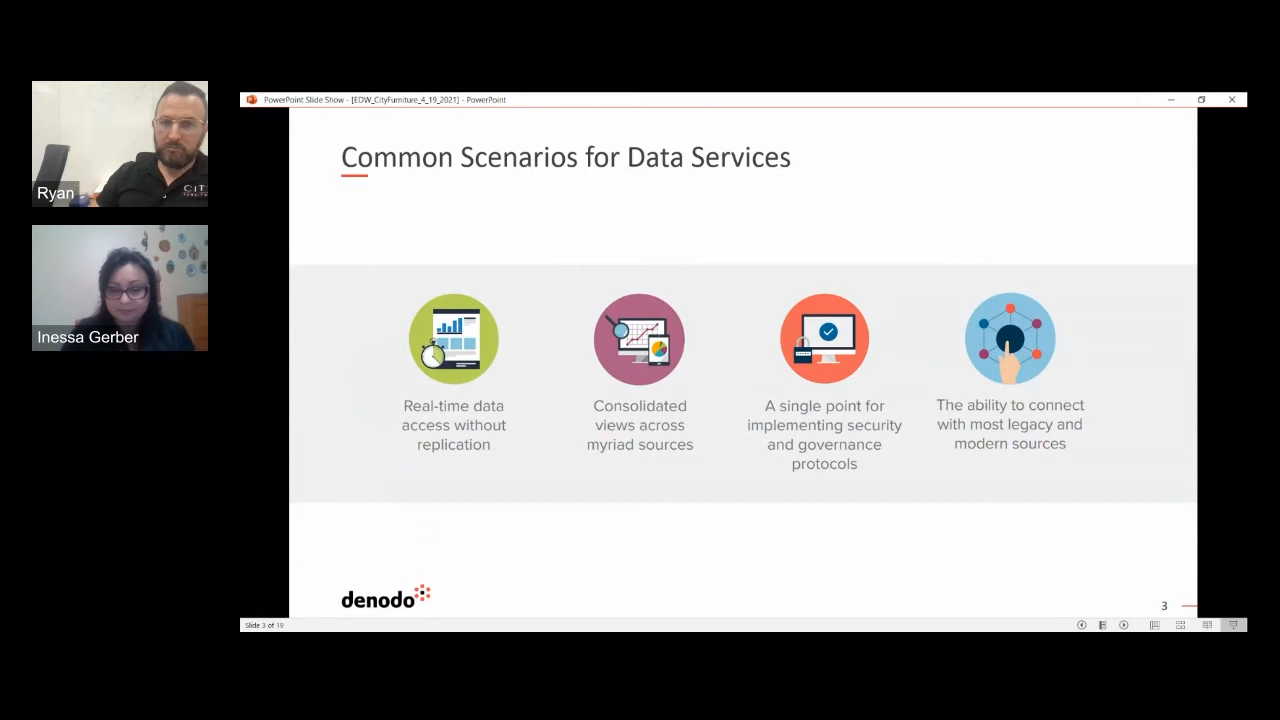 PowerPoint Slide Show - [EDW_CityFurniture_4_19_2021] - PowerPoint
Common Scenarios for Data Services
Ryan
Inessa Gerber
Real-time data
access without
replication
Consolidated
views across
myriad sources
A single point for
implementing security
and governance
protocols
The ability to connect
with most legacy and
modern sources
denodo
3
Slide 3 of 19